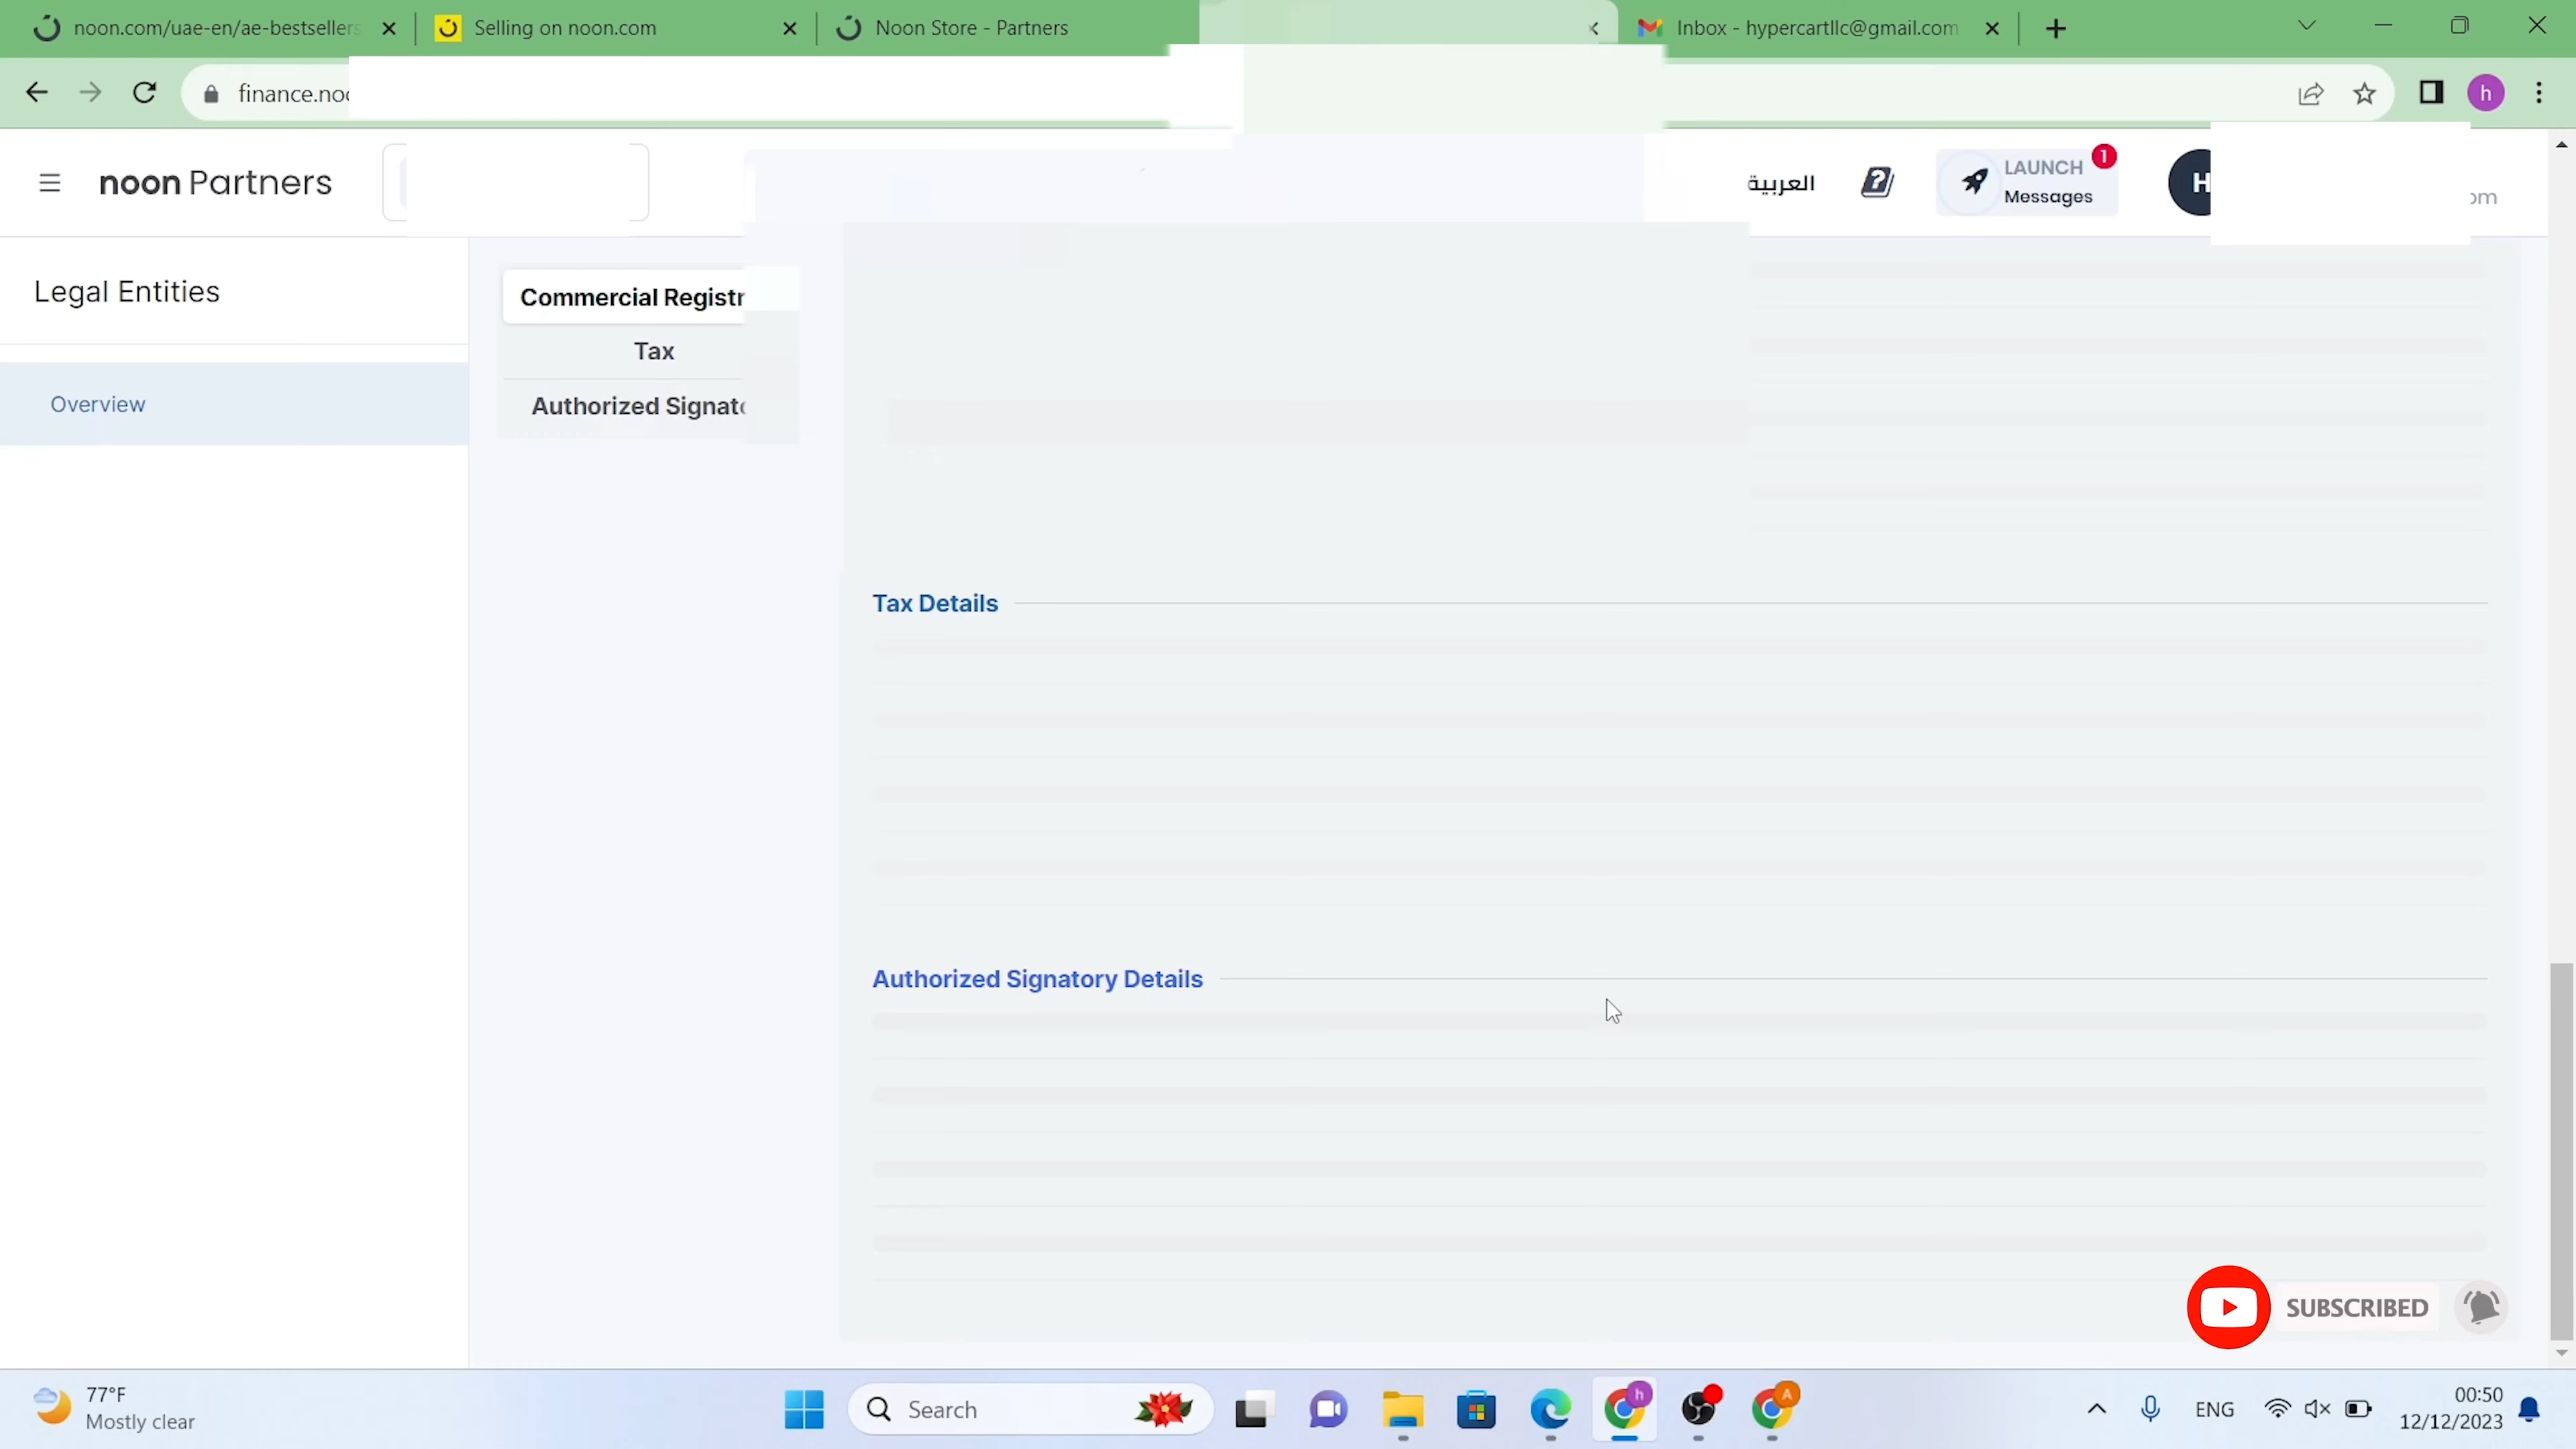 noon.com/uae-en/ae-bestsellers
Selling on noon.com
Noon Store - Partners
Inbox - hypercartllc@gmail.com
finance.noo
h
noon Partners
العربية
LAUNCH
1
Messages
H
om
Legal Entities
Overview
Commercial Registr
Tax
Authorized Signato
Tax Details
Authorized Signatory Details
SUBSCRIBED
77°F
Mostly clear
Search
h
A
ENG
00:50
12/12/2023